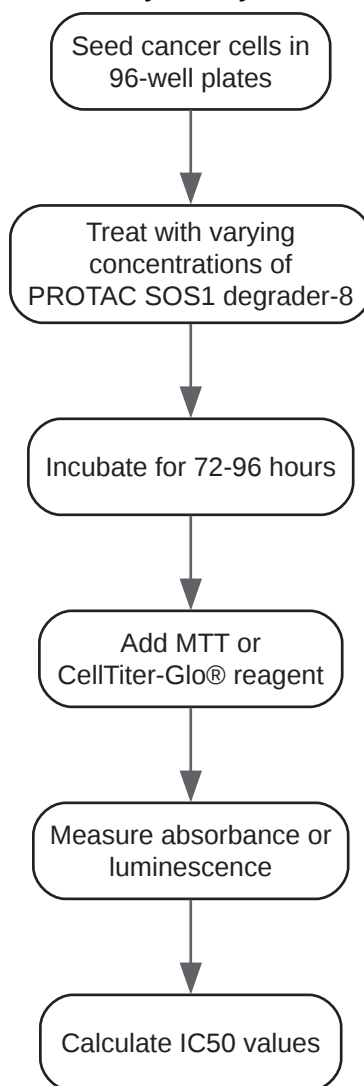 Seed cancer cells in
96-well plates
Treat with varying
concentrations of
PROTAC SOS1 degrader-8
Incubate for 72-96 hours
Add MTT or
CellTiter-Glo® reagent
Measure absorbance or
luminescence
Calculate IC50 values